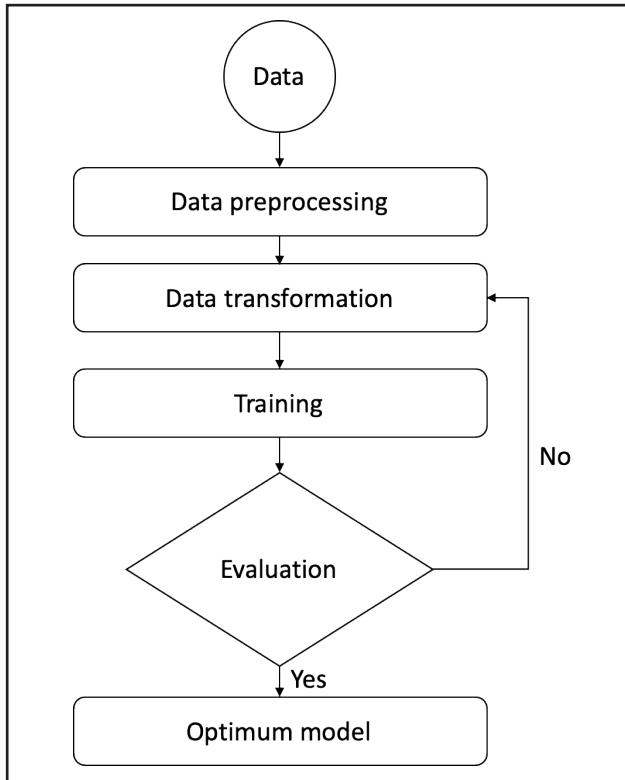 Data
Data preprocessing
Data transformation
Training
No
Evaluation
Yes
Optimum model